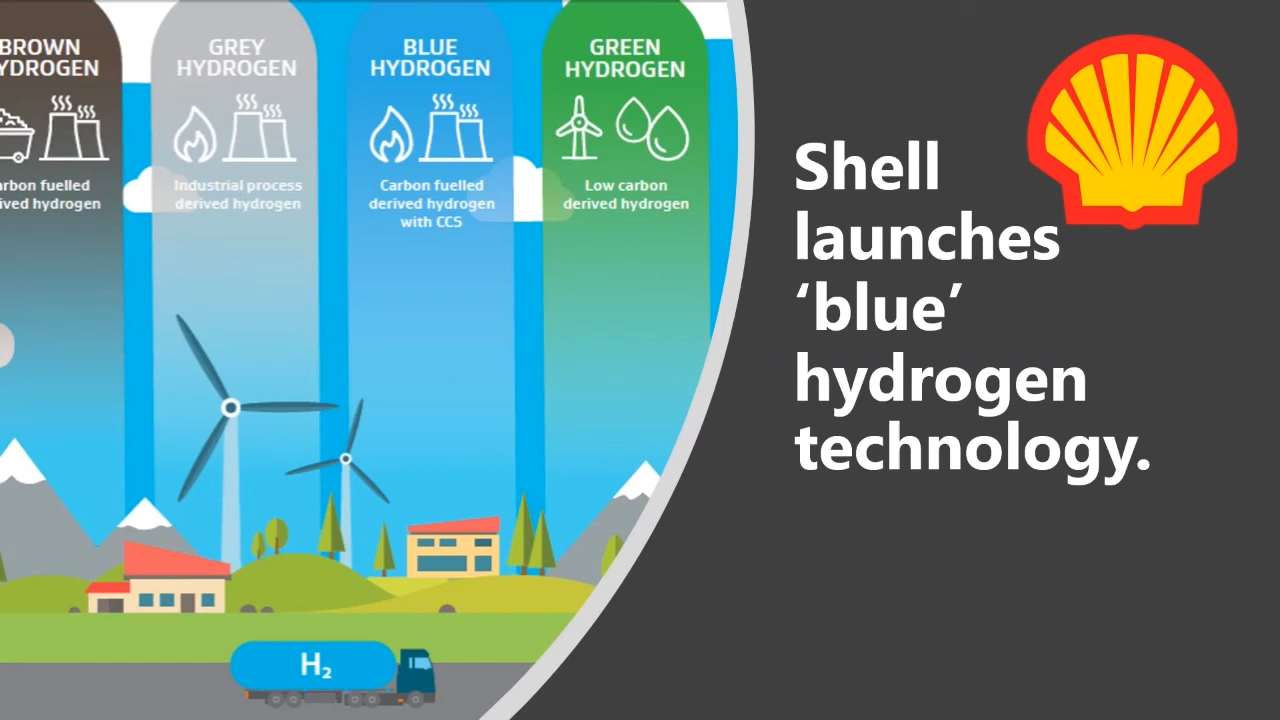 BROWN
YDROGEN
arbon fuelled
ived hydrogen
GREY
HYDROGEN
Industrial process
derived hydrogen
BLUE
HYDROGEN
Carbon fuelled
derived hydrogen
with CCS
GREEN
HYDROGEN
Low carbon
derived hydrogen
H₂
Shell
launches
‘blue’
hydrogen
technology.